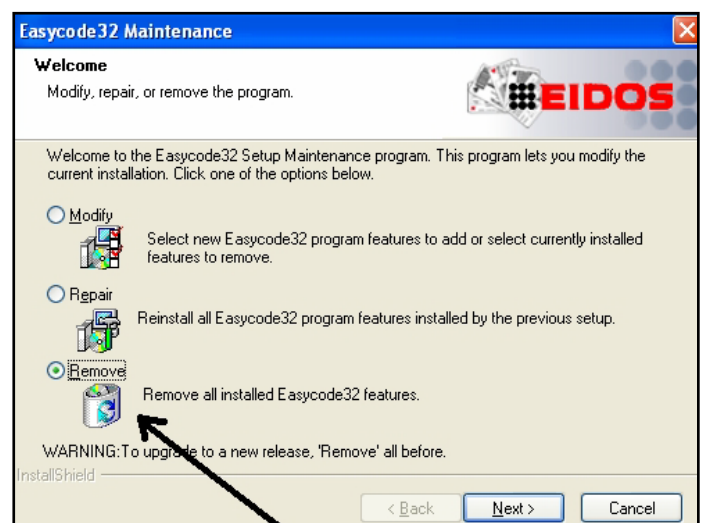 Easycode32 Maintenance
Welcome
Modify, repair, or remove the program.
EIDOS
Welcome to the Easycode32 Setup Maintenance program. This program lets you modify the
current installation. Click one of the options below.
Modify
Select new Easycode32 program features to add or select currently installed
features to remove.
Repair
Reinstall all Easycode32 program features installed by the previous setup.
Remove
Remove all installed Easycode32 features.
WARNING:To upgrade to a new release, 'Remove' all before.
InstallShield
< Back
Next >
Cancel